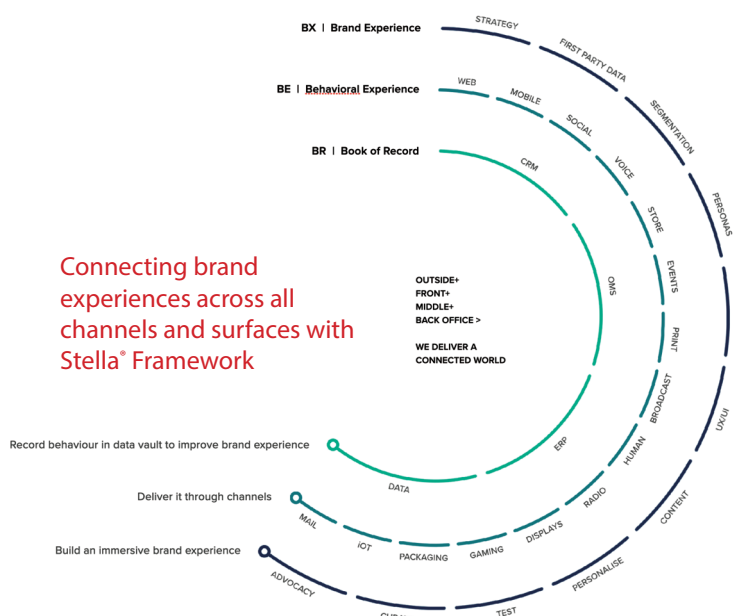 BX | Brand Experience
STRATEGY
FIRST PARTY DATA
SEGMENTATION
PERSONAS
UX/UI
CONTENT
PERSONALISE
TEST
ADVOCACY
BE | Behavioral Experience
WEB
MOBILE
SOCIAL
VOICE
STORE
EVENTS
PRINT
BROADCAST
HUMAN
RADIO
DISPLAYS
GAMING
PACKAGING
iOT
MAIL
BR | Book of Record
CRM
OMS
ERP
DATA
Connecting brand
experiences across all
channels and surfaces with
Stella® Framework
OUTSIDE+
FRONT+
MIDDLE+
BACK OFFICE >
WE DELIVER A
CONNECTED WORLD
Record behaviour in data vault to improve brand experience
Deliver it through channels
Build an immersive brand experience